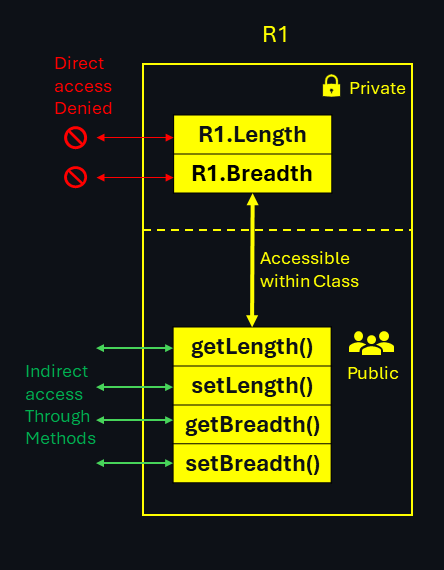 R1
Direct
access
Denied
Private
R1.Length
R1.Breadth
Accessible
within Class
getLength()
setLength()
getBreadth()
setBreadth()
Public
Indirect
access
Through
Methods